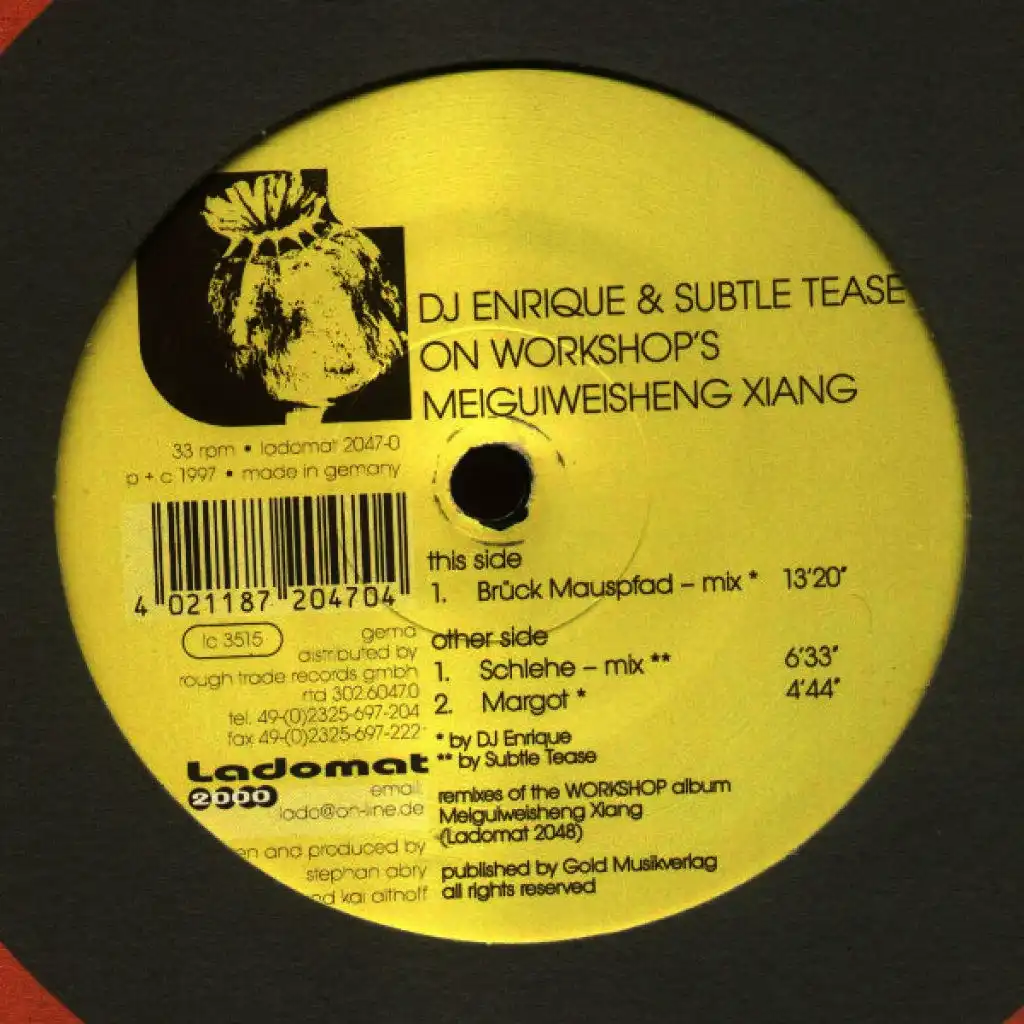 DJ ENRIQUE & SUBTLE TEASE
ON WORKSHOP'S
MEIGUIWEISHENG XIANG
33 rpm • ladomat 2047-0
p + c 1997 • made in gemany
4 021187 204704
lc 3515
gema
distributed by
rough trade records gmbh
rtd 302.6047.0
tel. 49-(0)2325-697-204
fax 49-(0)2325-697-222
Ladomat
2000
email:
lado@on-line.de
and produced by
stephan abry
kai althoff
this side
1. Brück Mauspfad – mix * 13'20"
other side
1. Schlehe – mix ** 6'33"
2. Margot * 4'44"
* by DJ Enrique
** by Subtle Tease
remixes of the WORKSHOP album
Meiguiweisheng Xiang
(Ladomat 2048)
published by Gold Musikverlag
all rights reserved